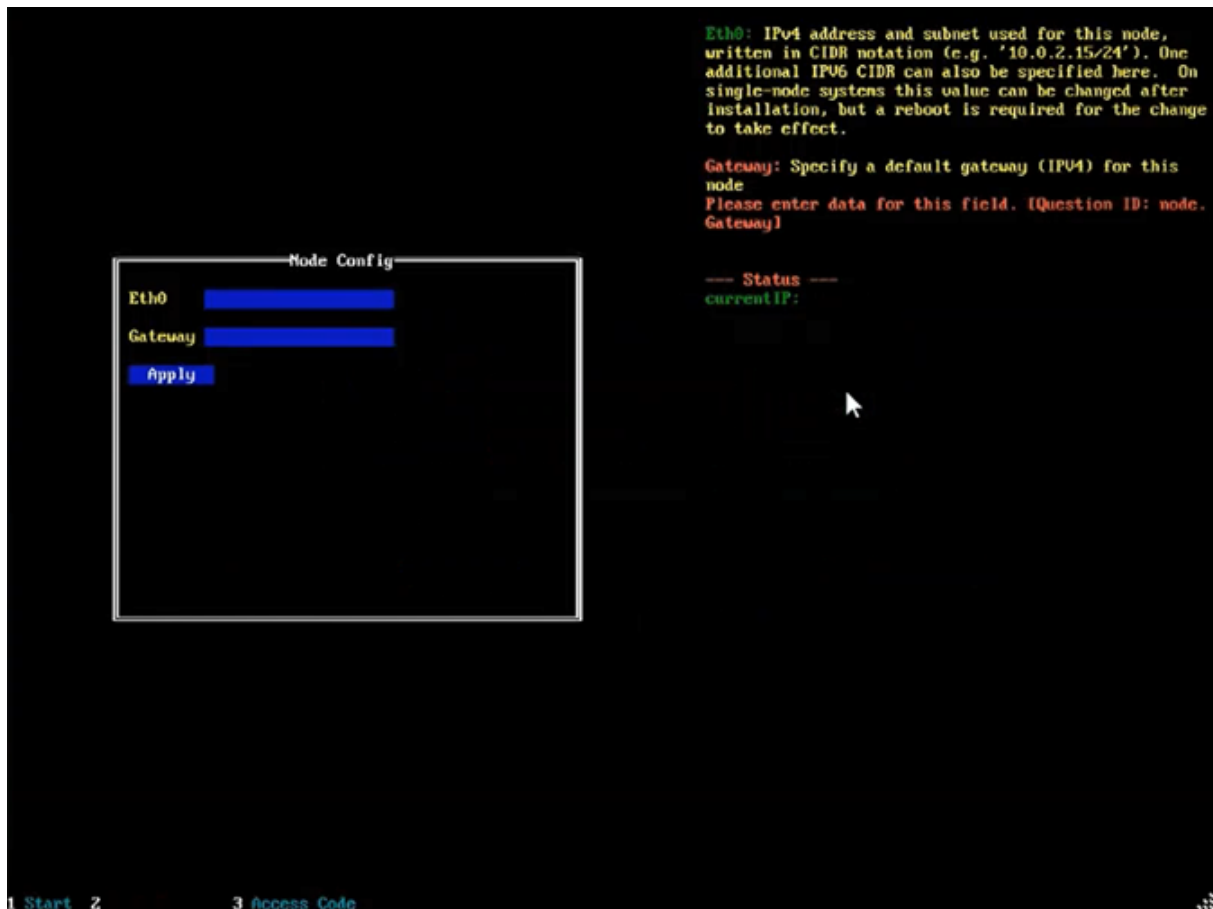 Eth0: IPv4 address and subnet used for this node,
written in CIDR notation (e.g. '10.0.2.15/24'). One
additional IPV6 CIDR can also be specified here. On
single-node systems this value can be changed after
installation, but a reboot is required for the change
to take effect.
Gateway: Specify a default gateway (IPV4) for this
node
Please enter data for this field. [Question ID: node.
Gateway]
--- Status ---
currentIP:
Node Config
Eth0
Gateway
Apply
1 Start 2 3 Access Code